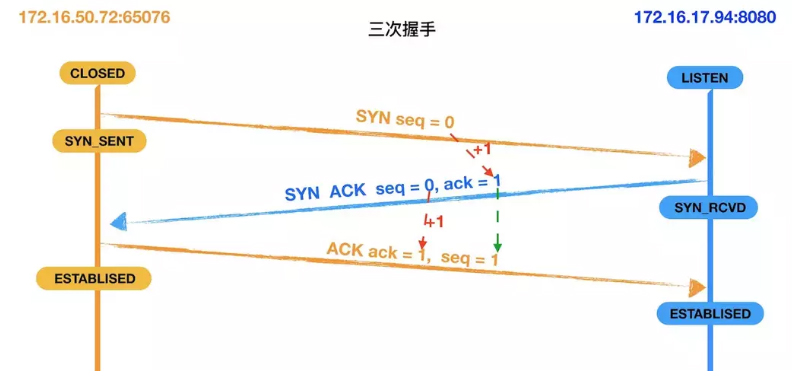 172.16.50.72:65076
172.16.17.94:8080
三次握手
CLOSED
LISTEN
SYN seq = 0
SYN_SENT
+1
SYN ACK seq = 0, ack = 1
SYN_RCVD
+1
ACK ack = 1, seq = 1
ESTABLISED
ESTABLISED